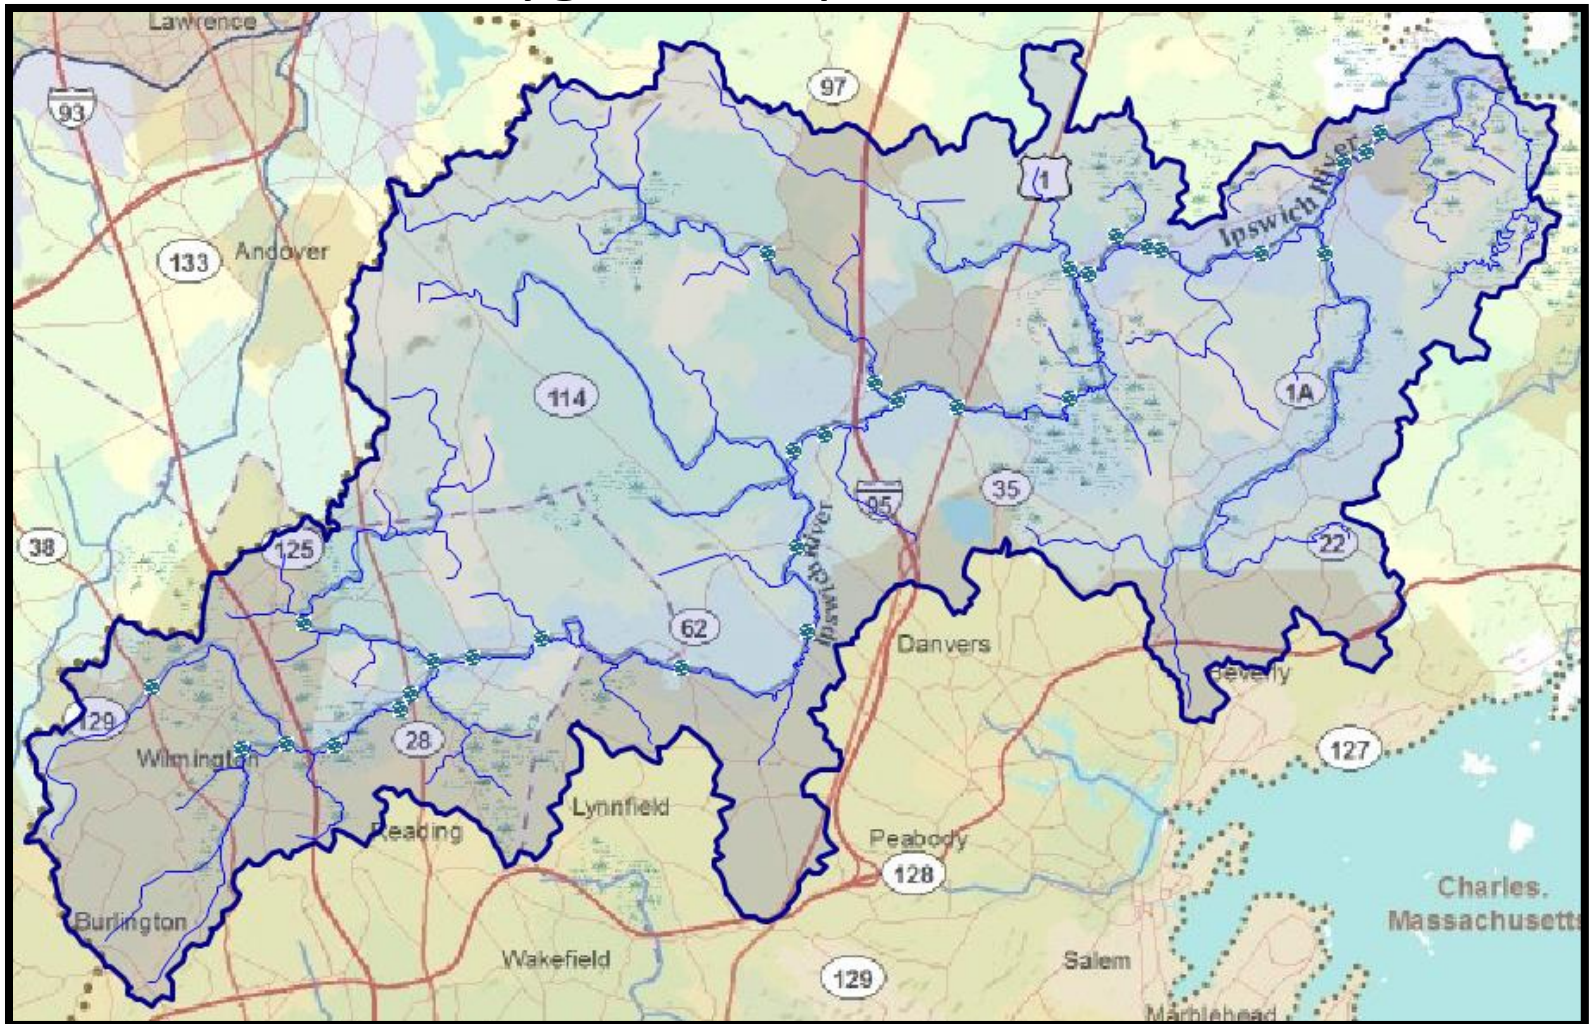 Lawrence
93
97
1
Ipswich River
133
Andover
114
1A
95
35
38
125
22
Ipswich River
62
Danvers
Beverly
129
28
127
Wilmington
Lynnfield
Reading
Peabody
128
Charles.
Massachusetts
Burlington
Wakefield
Salem
129
Marblehead